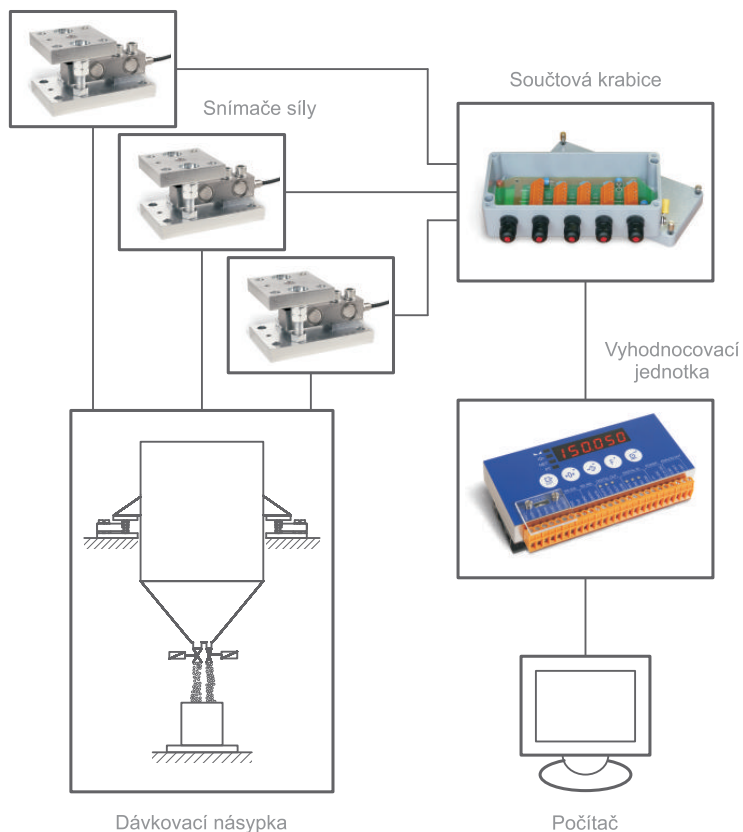 Součtová krabice
Snímače síly
Vyhodnocovací
jednotka
150050
Dávkovací násypka
Počítač